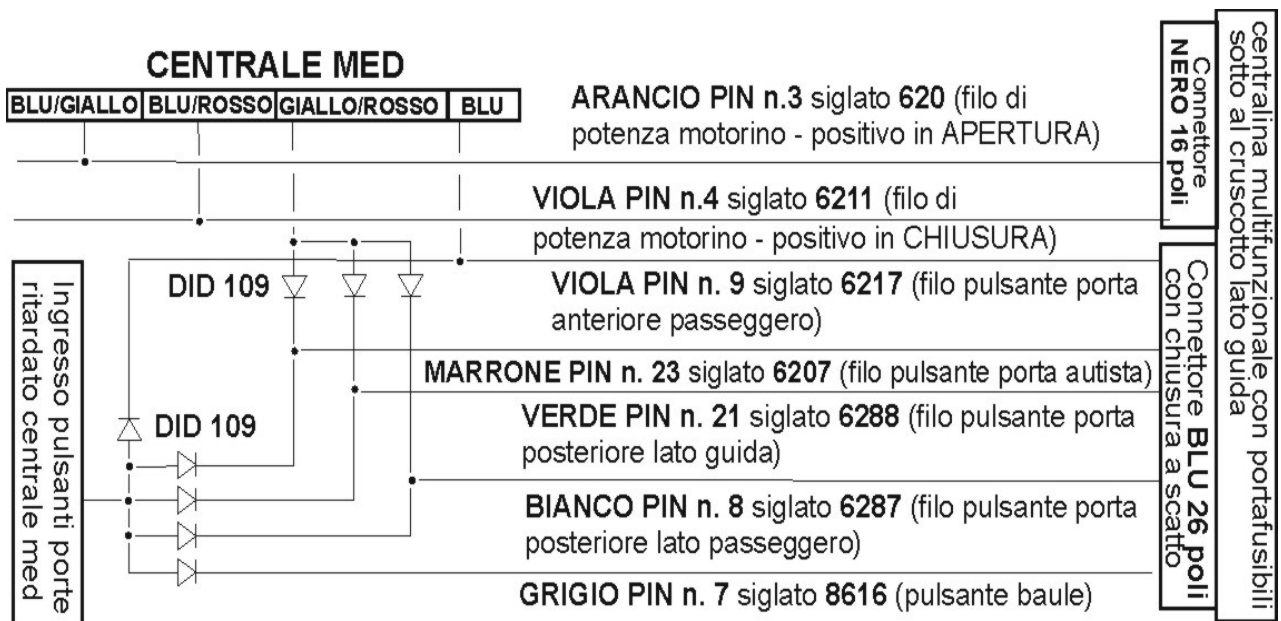 CENTRALE MED
BLU/GIALLO BLU/ROSSO GIALLO/ROSSO BLU
ARANCIO PIN n.3 siglato 620 (filo di
potenza motorino - positivo in APERTURA)
VIOLA PIN n.4 siglato 6211 (filo di
potenza motorino - positivo in CHIUSURA)
DID 109
VIOLA PIN n. 9 siglato 6217 (filo pulsante porta
anteriore passeggero)
MARRONE PIN n. 23 siglato 6207 (filo pulsante porta autista)
DID 109
VERDE PIN n. 21 siglato 6288 (filo pulsante porta
posteriore lato guida)
BIANCO PIN n. 8 siglato 6287 (filo pulsante porta
posteriore lato passeggero)
GRIGIO PIN n. 7 siglato 8616 (pulsante baule)
Ingresso pulsanti porte
ritardato centrale med
Connettore
NERO 16 poli
Connettore BLU 26 poli
con chiusura a scatto
centralina multifunzionale con portafusibili
sotto al cruscotto lato guida